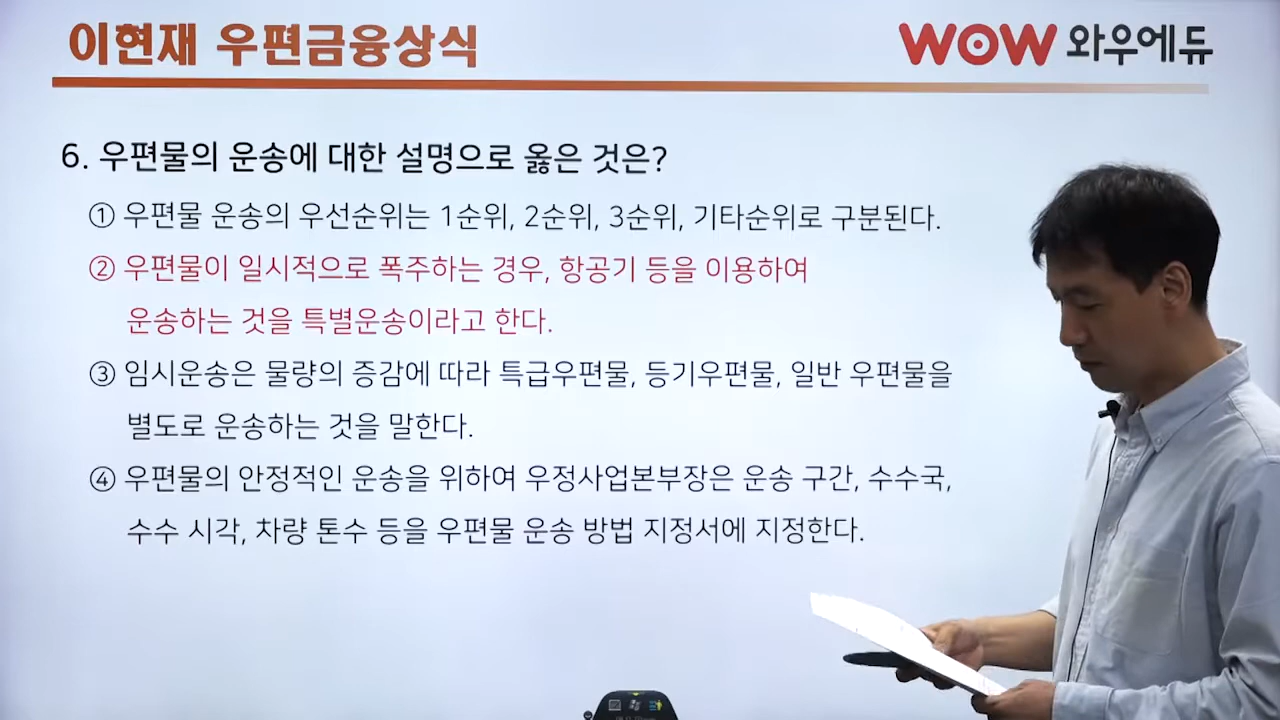 이현재 우편금융상식
WOW 와우에듀
6. 우편물의 운송에 대한 설명으로 옳은 것은?
① 우편물 운송의 우선순위는 1순위, 2순위, 3순위, 기타순위로 구분된다.
② 우편물이 일시적으로 폭주하는 경우, 항공기 등을 이용하여
운송하는 것을 특별운송이라고 한다.
③ 임시운송은 물량의 증감에 따라 특급우편물, 등기우편물, 일반 우편물을
별도로 운송하는 것을 말한다.
④ 우편물의 안정적인 운송을 위하여 우정사업본부장은 운송 구간, 수수국,
수수 시각, 차량 톤수 등을 우편물 운송 방법 지정서에 지정한다.